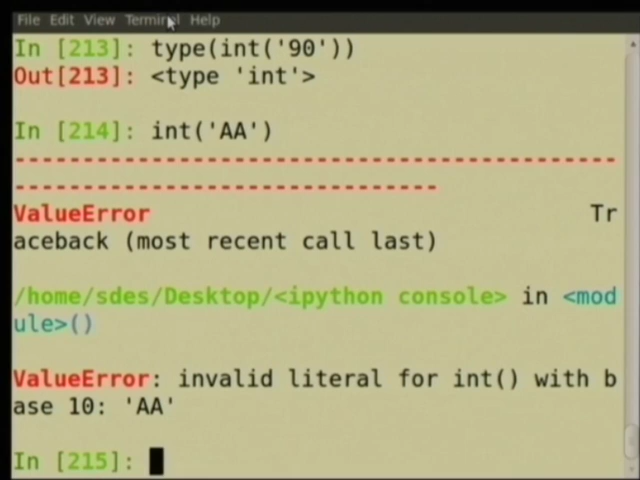 File Edit View Terminal Help
In [213]: type(int('90'))
Out[213]: <type 'int'>
In [214]: int('AA')
--------------------------------------------
-------------------------------
ValueError                                Tr
aceback (most recent call last)
/home/sdes/Desktop/<ipython console> in <mod
ule>()
ValueError: invalid literal for int() with b
ase 10: 'AA'
In [215]: